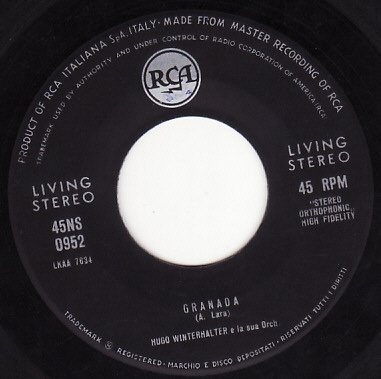 PRODUCT OF RCA ITALIANA SpA. ITALY · MADE FROM MASTER RECORDING OF RCA
TRADEMARK USED BY AUTHORITY AND UNDER CONTROL OF RADIO CORPORATION OF AMERICA (RCA)
RCA
LIVING
STEREO
45NS
0952
LKAA 7634
LIVING
STEREO
45 RPM
"STEREO
ORTHOPHONIC"
HIGH FIDELITY
GRANADA
(A. Lara)
HUGO WINTERHALTER e la sua Orch
TRADEMARK ® REGISTERED · MARCHIO E DISCO DEPOSITATI · RISERVATI TUTTI I DIRITTI